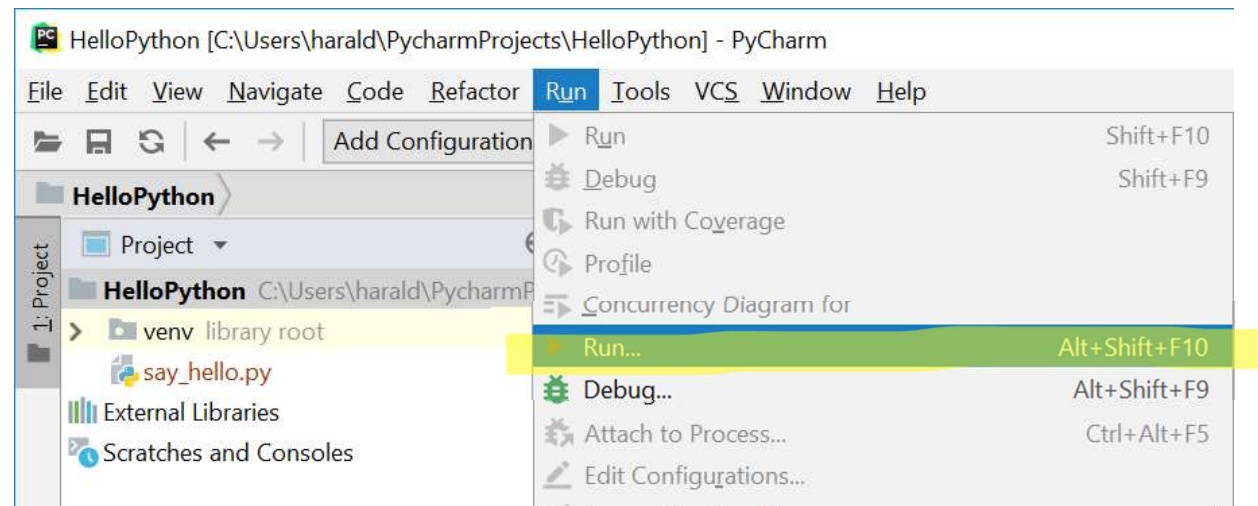 PC HelloPython [C:\Users\harald\PycharmProjects\HelloPython] - PyCharm
File Edit View Navigate Code Refactor Run Tools VCS Window Help
Add Configuration
Run Shift+F10
HelloPython
Debug Shift+F9
Run with Coverage
1: Project
Project
Profile
HelloPython C:\Users\harald\PycharmP
Concurrency Diagram for
venv library root
Run... Alt+Shift+F10
say_hello.py
Debug... Alt+Shift+F9
External Libraries
Attach to Process... Ctrl+Alt+F5
Scratches and Consoles
Edit Configurations...